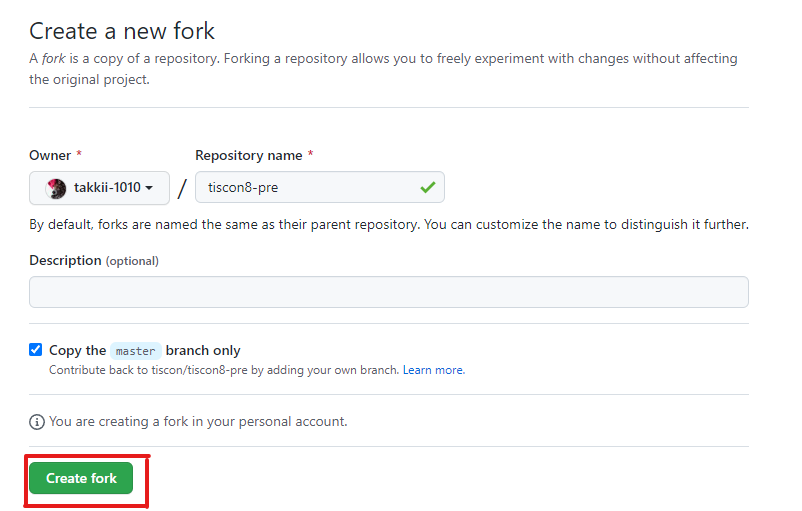 Create a new fork
A fork is a copy of a repository. Forking a repository allows you to freely experiment with changes without affecting
the original project.
Owner * Repository name *
takkii-1010 / tiscon8-pre
By default, forks are named the same as their parent repository. You can customize the name to distinguish it further.
Description (optional)
Copy the master branch only
Contribute back to tiscon/tiscon8-pre by adding your own branch. Learn more.
You are creating a fork in your personal account.
Create fork